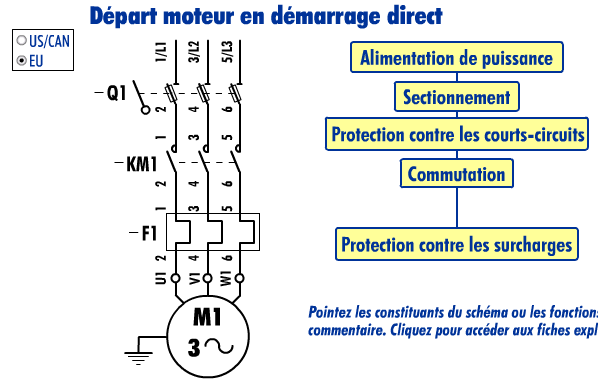 Départ moteur en démarrage direct
US/CAN
EU
1/L1 3/L2 5/L3
Q1
2 4 6
1 3 5
KM1
2 4 6
1 3 5
F1
2 4 6
U1 V1 W1
M1
3
Alimentation de puissance
Sectionnement
Protection contre les courts-circuits
Commutation
Protection contre les surcharges
Pointez les constituants du schéma ou les fonctions
commentaire. Cliquez pour accéder aux fiches expl